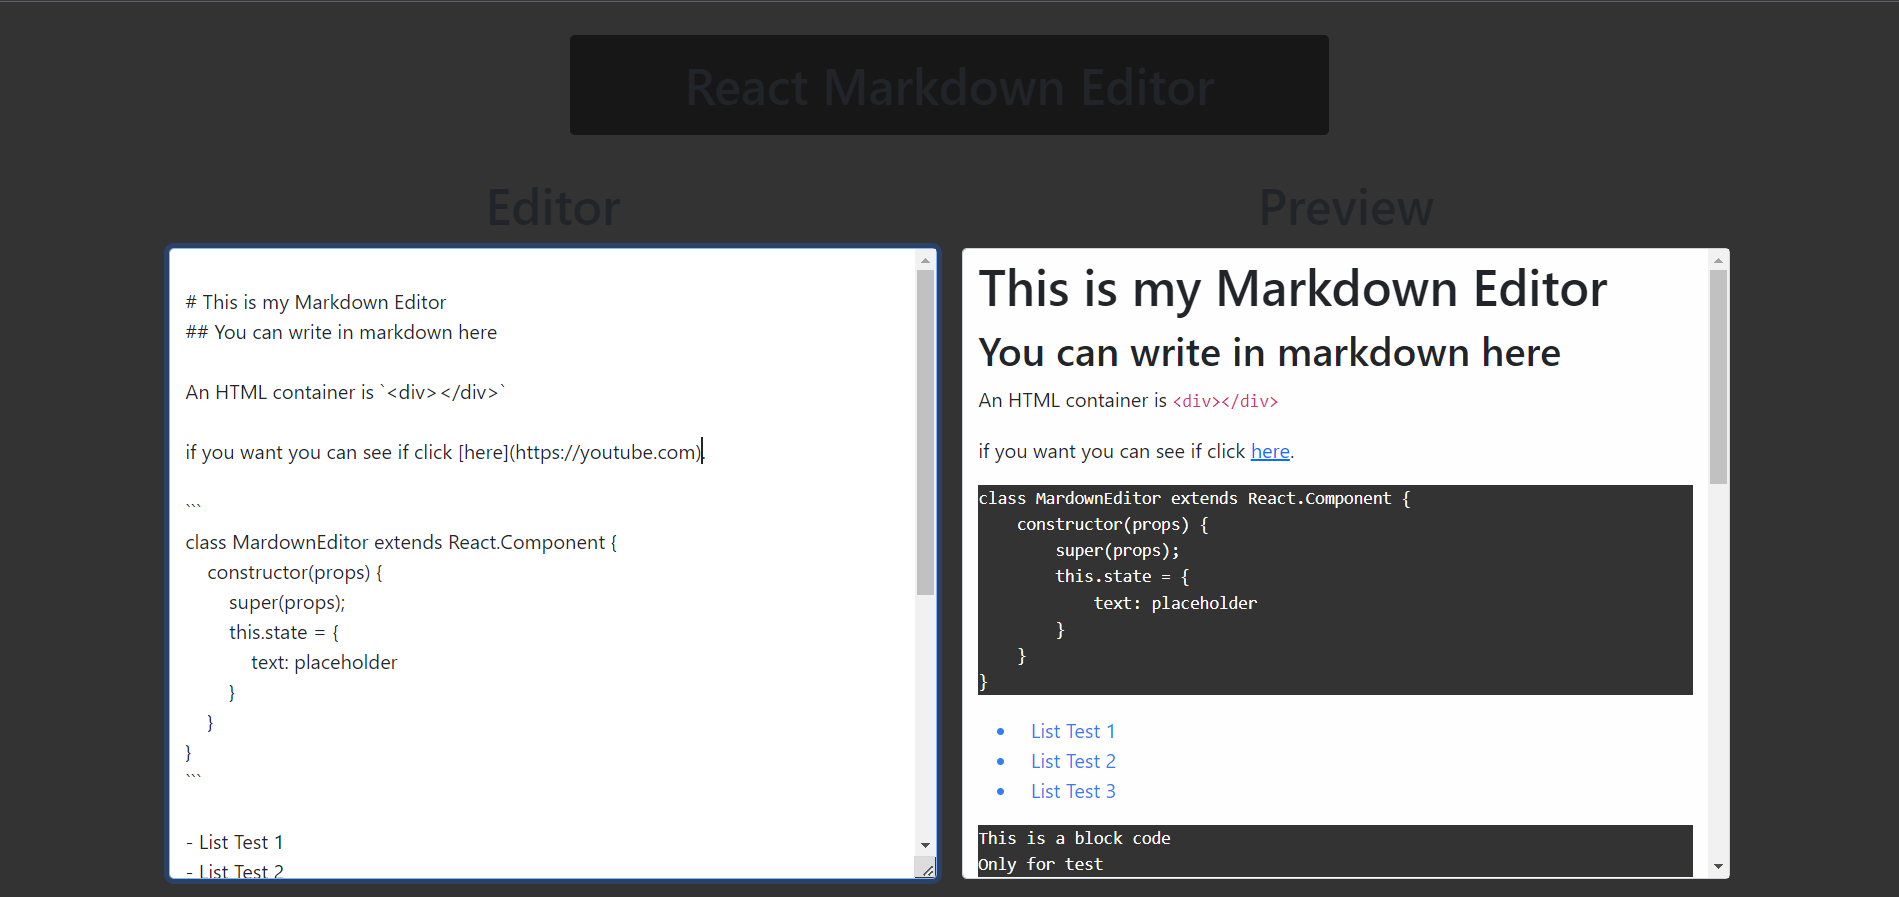 React Markdown Editor
Editor
# This is my Markdown Editor
## You can write in markdown here
An HTML container is `<div></div>`
if you want you can see if click [here](https://youtube.com).
```
class MardownEditor extends React.Component {
    constructor(props) {
        super(props);
        this.state = {
            text: placeholder
        }
    }
}
```
- List Test 1
- List Test 2
Preview
This is my Markdown Editor
You can write in markdown here
An HTML container is <div></div>
if you want you can see if click here.
class MardownEditor extends React.Component {
    constructor(props) {
        super(props);
        this.state = {
            text: placeholder
        }
    }
}
• List Test 1
• List Test 2
• List Test 3
This is a block code
Only for test